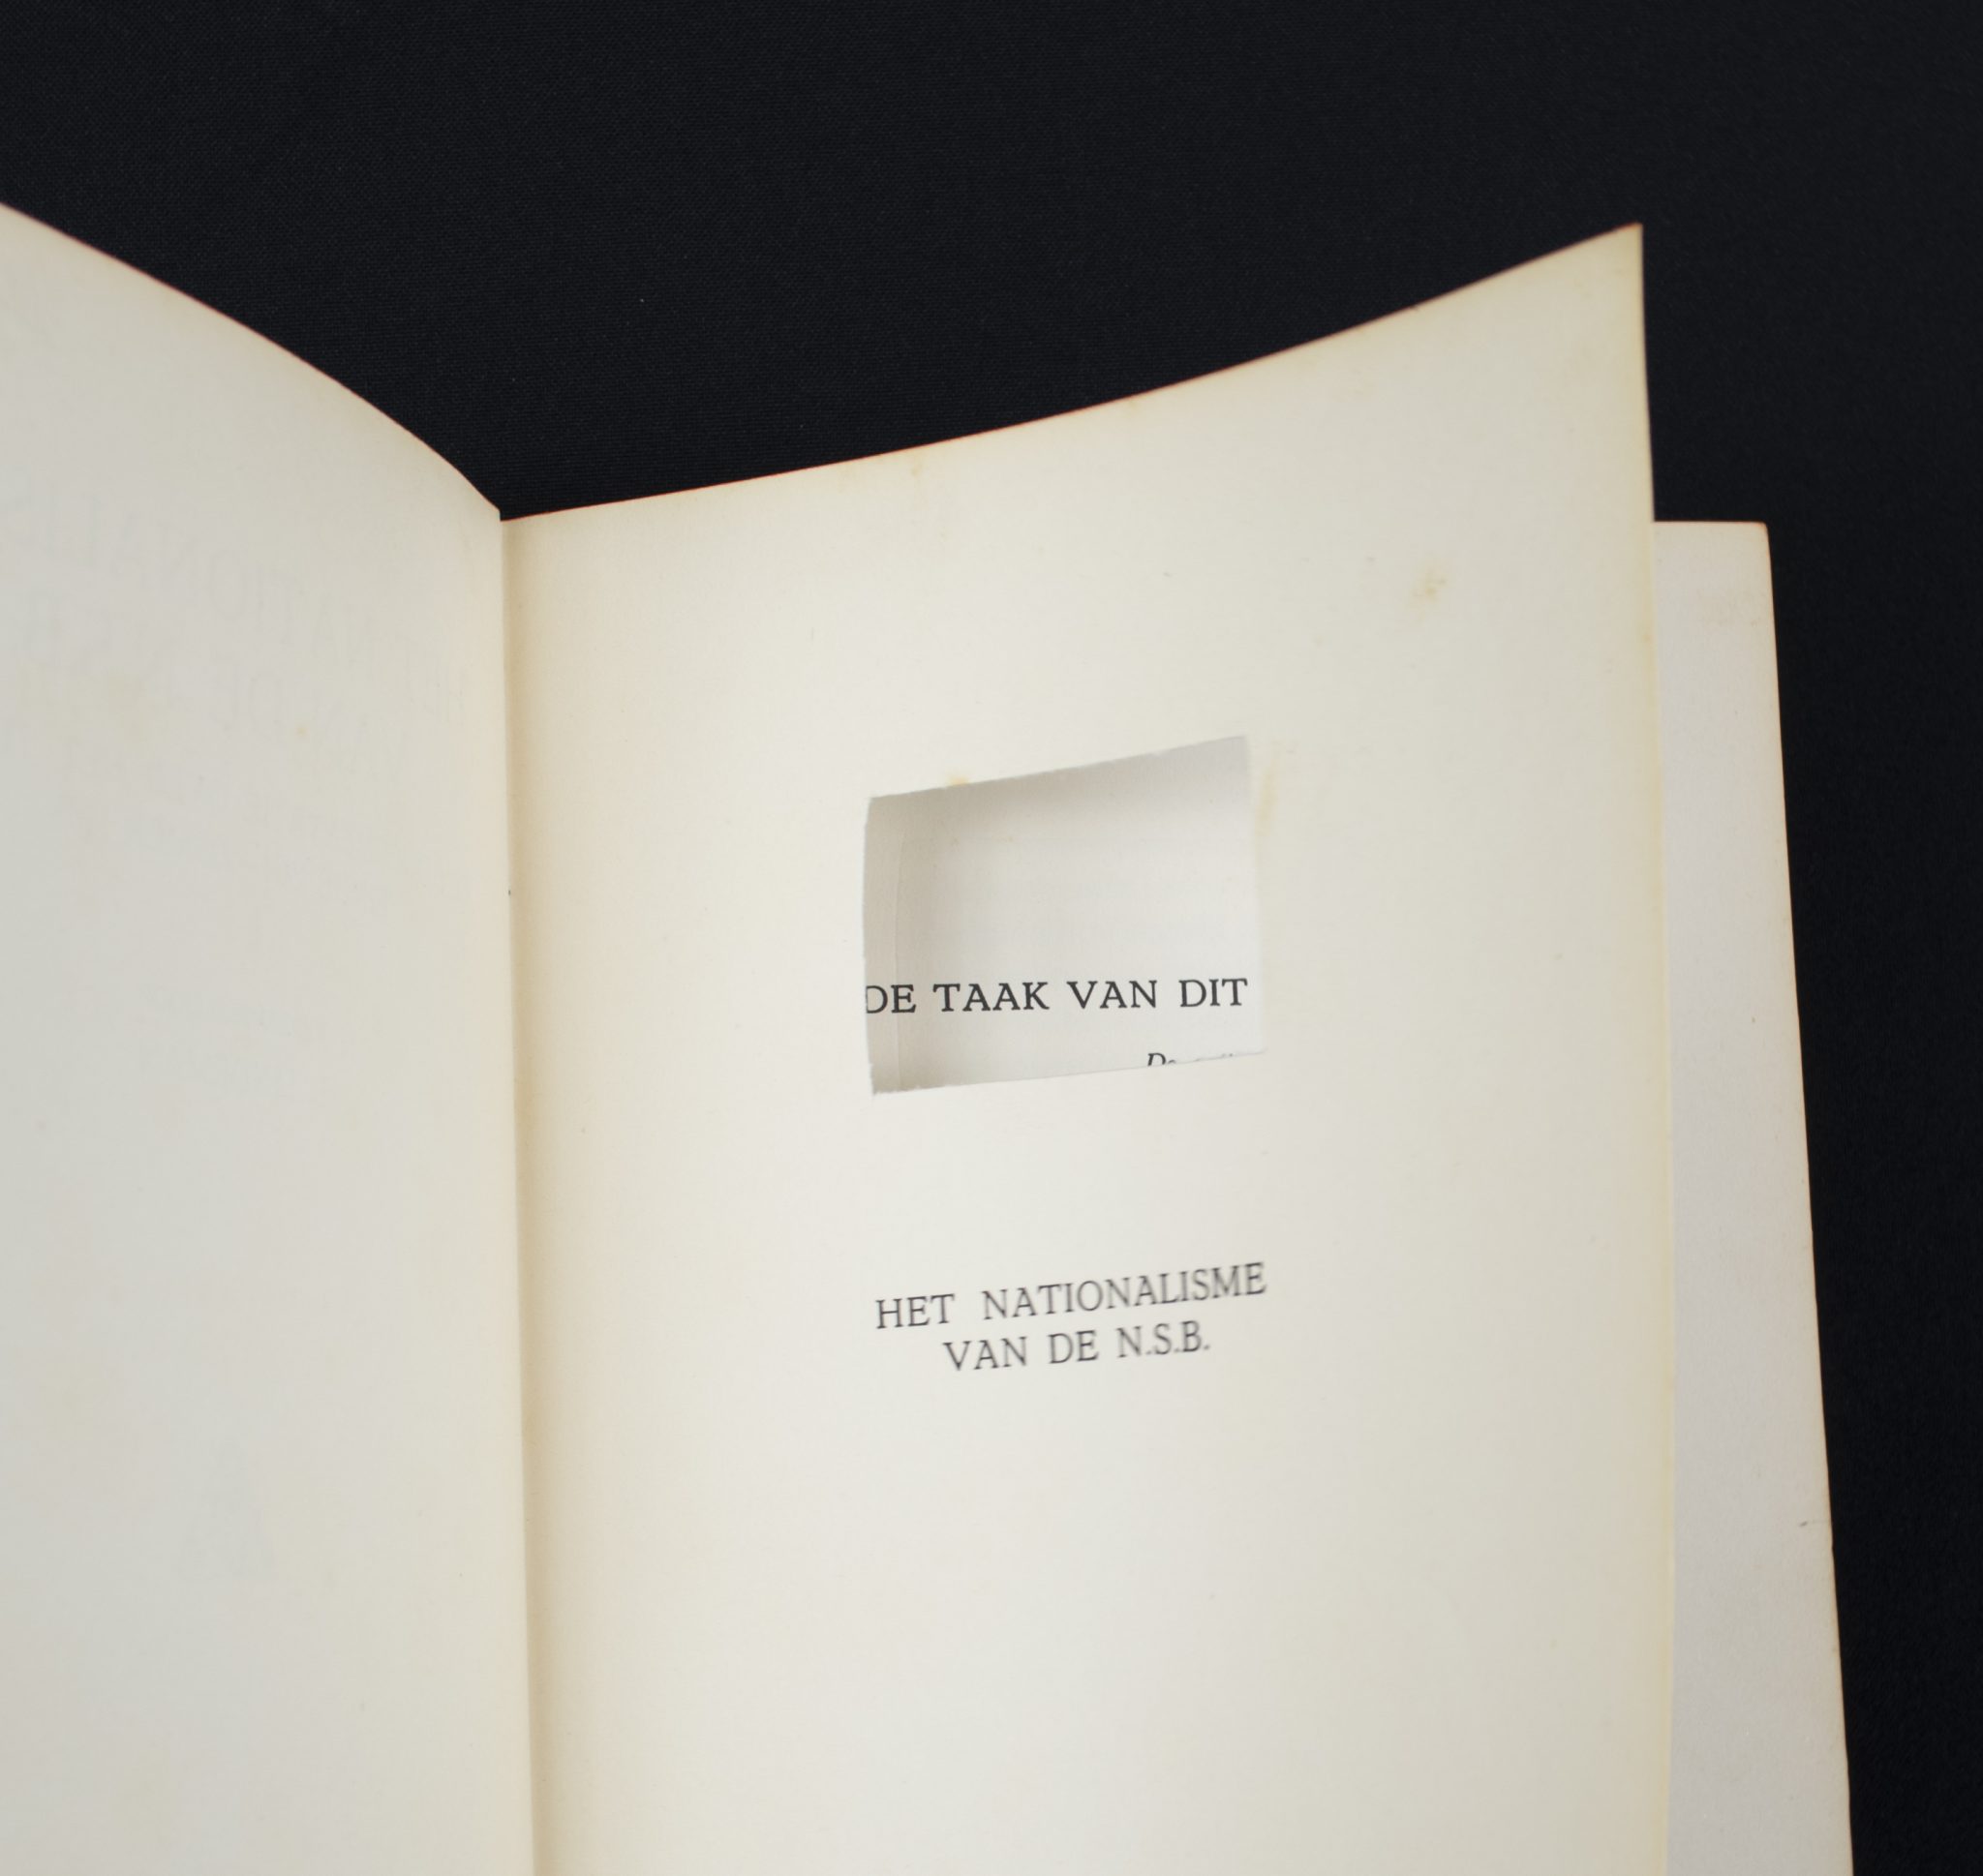 DE TAAK VAN DIT
HET NATIONALISME
VAN DE N.S.B.